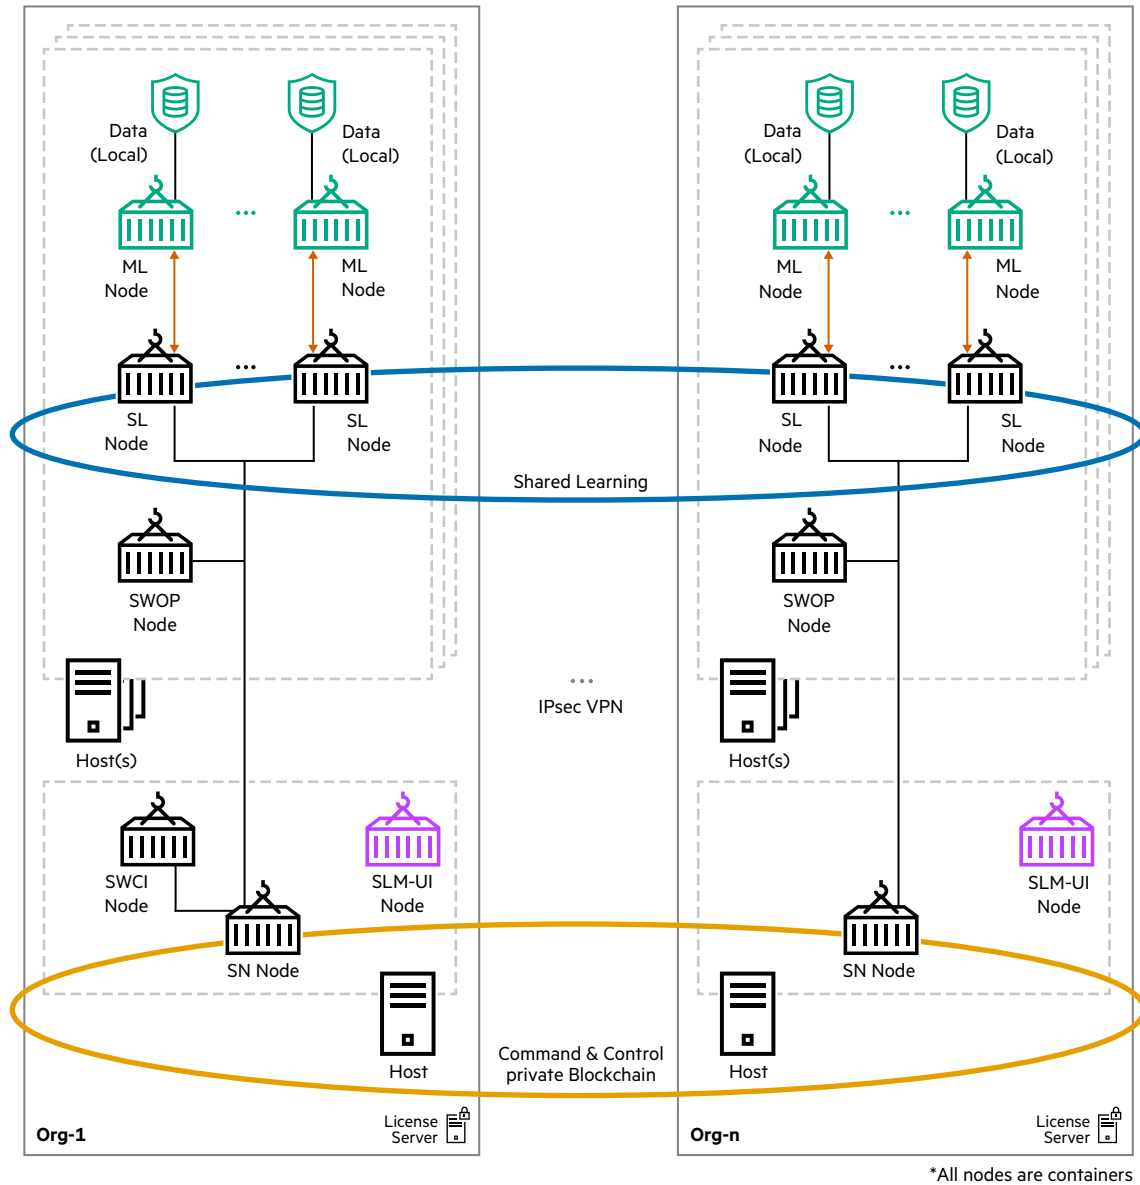 Data
(Local)
Data
(Local)
...
ML
Node
ML
Node
...
SL
Node
SL
Node
SWOP
Node
Host(s)
SWCI
Node
SLM-UI
Node
SN Node
Host
Org-1
License
Server
Shared Learning
...
IPsec VPN
Command & Control
private Blockchain
Data
(Local)
Data
(Local)
...
ML
Node
ML
Node
...
SL
Node
SL
Node
SWOP
Node
Host(s)
SLM-UI
Node
SN Node
Host
Org-n
License
Server
*All nodes are containers